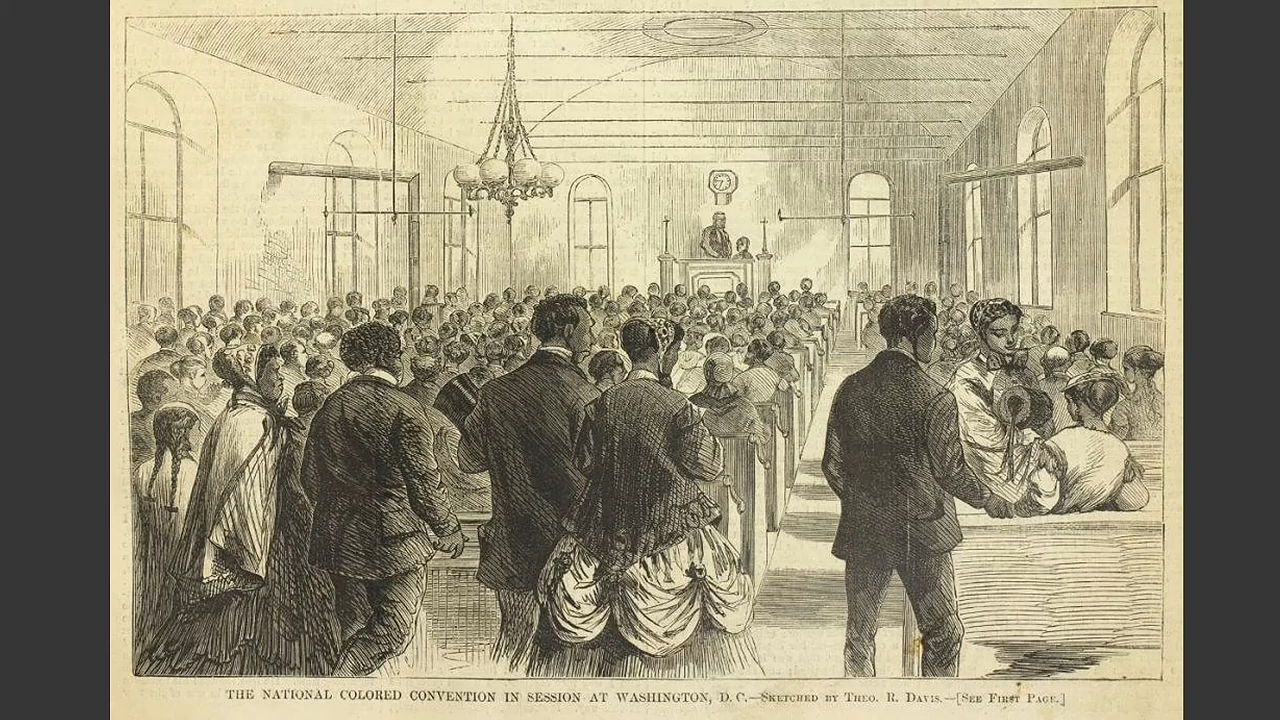 THE NATIONAL COLORED CONVENTION IN SESSION AT WASHINGTON, D. C.—Sketched by Theo. R. Davis.—[See First Page.]